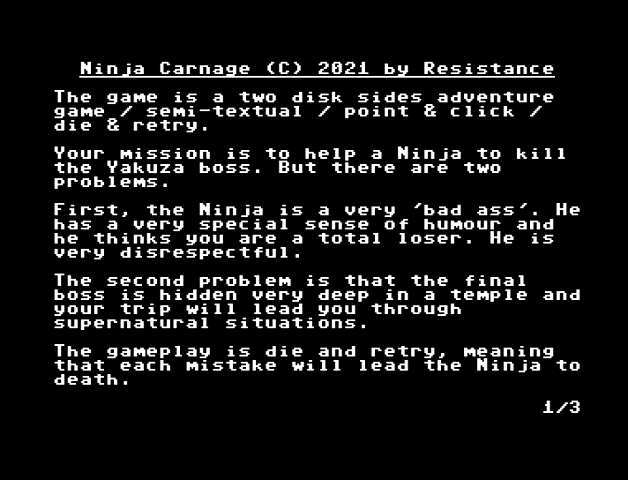 Ninja Carnage (C) 2021 by Resistance
The game is a two disk sides adventure
game / semi-textual / point & click /
die & retry.
Your mission is to help a Ninja to kill
the Yakuza boss. But there are two
problems.
First, the Ninja is a very 'bad ass'. He
has a very special sense of humour and
he thinks you are a total loser. He is
very disrespectful.
The second problem is that the final
boss is hidden very deep in a temple and
your trip will lead you through
supernatural situations.
The gameplay is die and retry, meaning
that each mistake will lead the Ninja to
death.
1/3